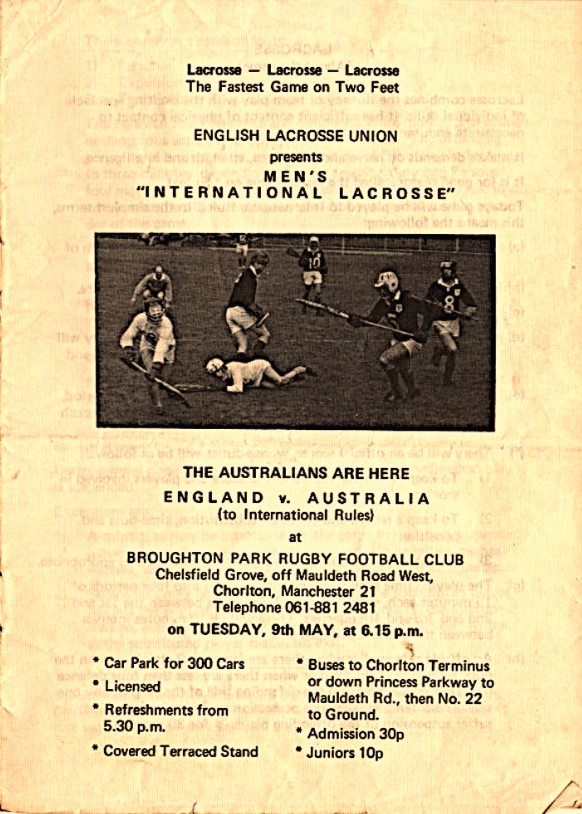 Lacrosse — Lacrosse — Lacrosse
The Fastest Game on Two Feet
ENGLISH LACROSSE UNION
presents
MEN'S
"INTERNATIONAL LACROSSE"
10
8
THE AUSTRALIANS ARE HERE
ENGLAND v. AUSTRALIA
(to International Rules)
at
BROUGHTON PARK RUGBY FOOTBALL CLUB
Chelsfield Grove, off Mauldeth Road West,
Chorlton, Manchester 21
Telephone 061-881 2481
on TUESDAY, 9th MAY, at 6.15 p.m.
* Car Park for 300 Cars
* Licensed
* Refreshments from
5.30 p.m.
* Covered Terraced Stand
* Buses to Chorlton Terminus
or down Princess Parkway to
Mauldeth Rd., then No. 22
to Ground.
* Admission 30p
* Juniors 10p